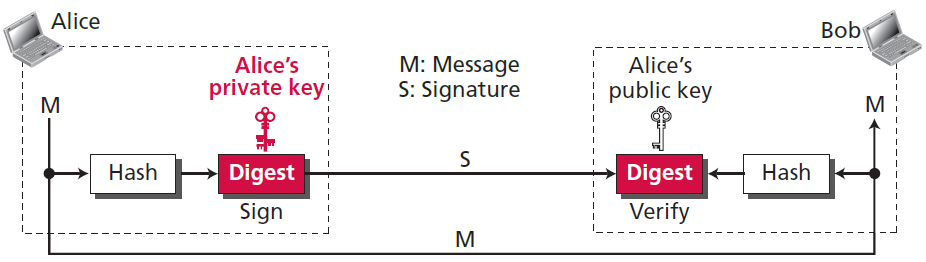 Alice
Bob
Alice's
private key
M: Message
S: Signature
Alice's
public key
M
M
Hash
Digest
S
Digest
Hash
Sign
Verify
M